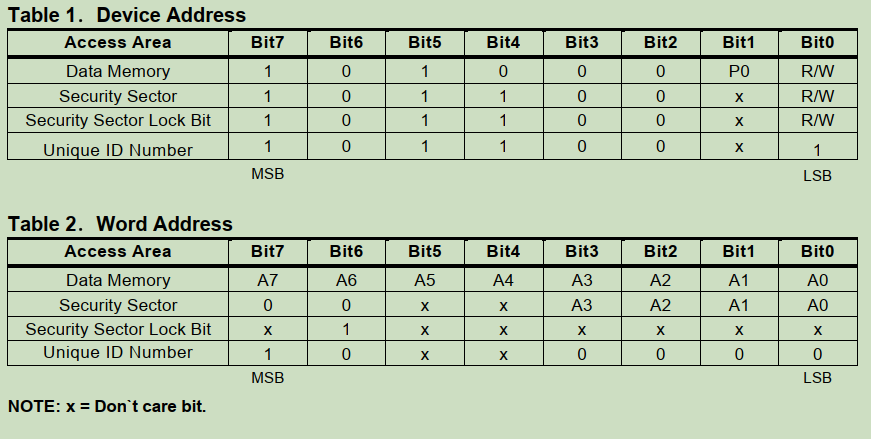 Table 1. Device Address
Access Area Bit7 Bit6 Bit5 Bit4 Bit3 Bit2 Bit1 Bit0
Data Memory 1 0 1 0 0 0 P0 R/W
Security Sector 1 0 1 1 0 0 x R/W
Security Sector Lock Bit 1 0 1 1 0 0 x R/W
Unique ID Number 1 0 1 1 0 0 x 1
MSB LSB
Table 2. Word Address
Access Area Bit7 Bit6 Bit5 Bit4 Bit3 Bit2 Bit1 Bit0
Data Memory A7 A6 A5 A4 A3 A2 A1 A0
Security Sector 0 0 x x A3 A2 A1 A0
Security Sector Lock Bit x 1 x x x x x x
Unique ID Number 1 0 x x 0 0 0 0
MSB LSB
NOTE: x = Don`t care bit.